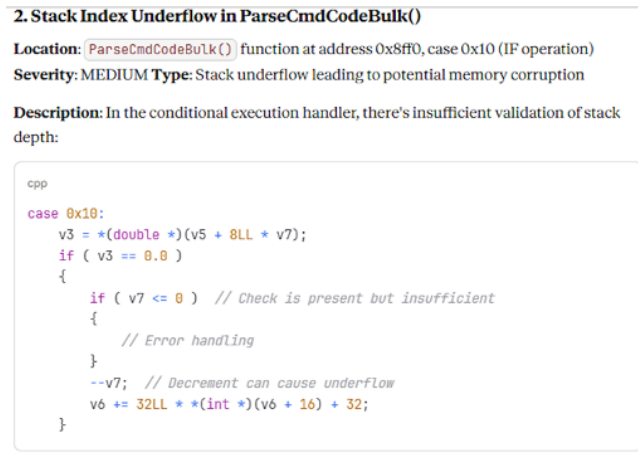 2. Stack Index Underflow in ParseCmdCodeBulk()
Location: ParseCmdCodeBulk() function at address 0x8ff0, case 0x10 (IF operation)
Severity: MEDIUM Type: Stack underflow leading to potential memory corruption
Description: In the conditional execution handler, there's insufficient validation of stack
depth:
cpp
case 0x10:
    v3 = *(double *)(v5 + 8LL * v7);
    if ( v3 == 0.0 )
    {
        if ( v7 <= 0 )  // Check is present but insufficient
        {
            // Error handling
        }
        --v7;  // Decrement can cause underflow
        v6 += 32LL * *(int *)(v6 + 16) + 32;
    }